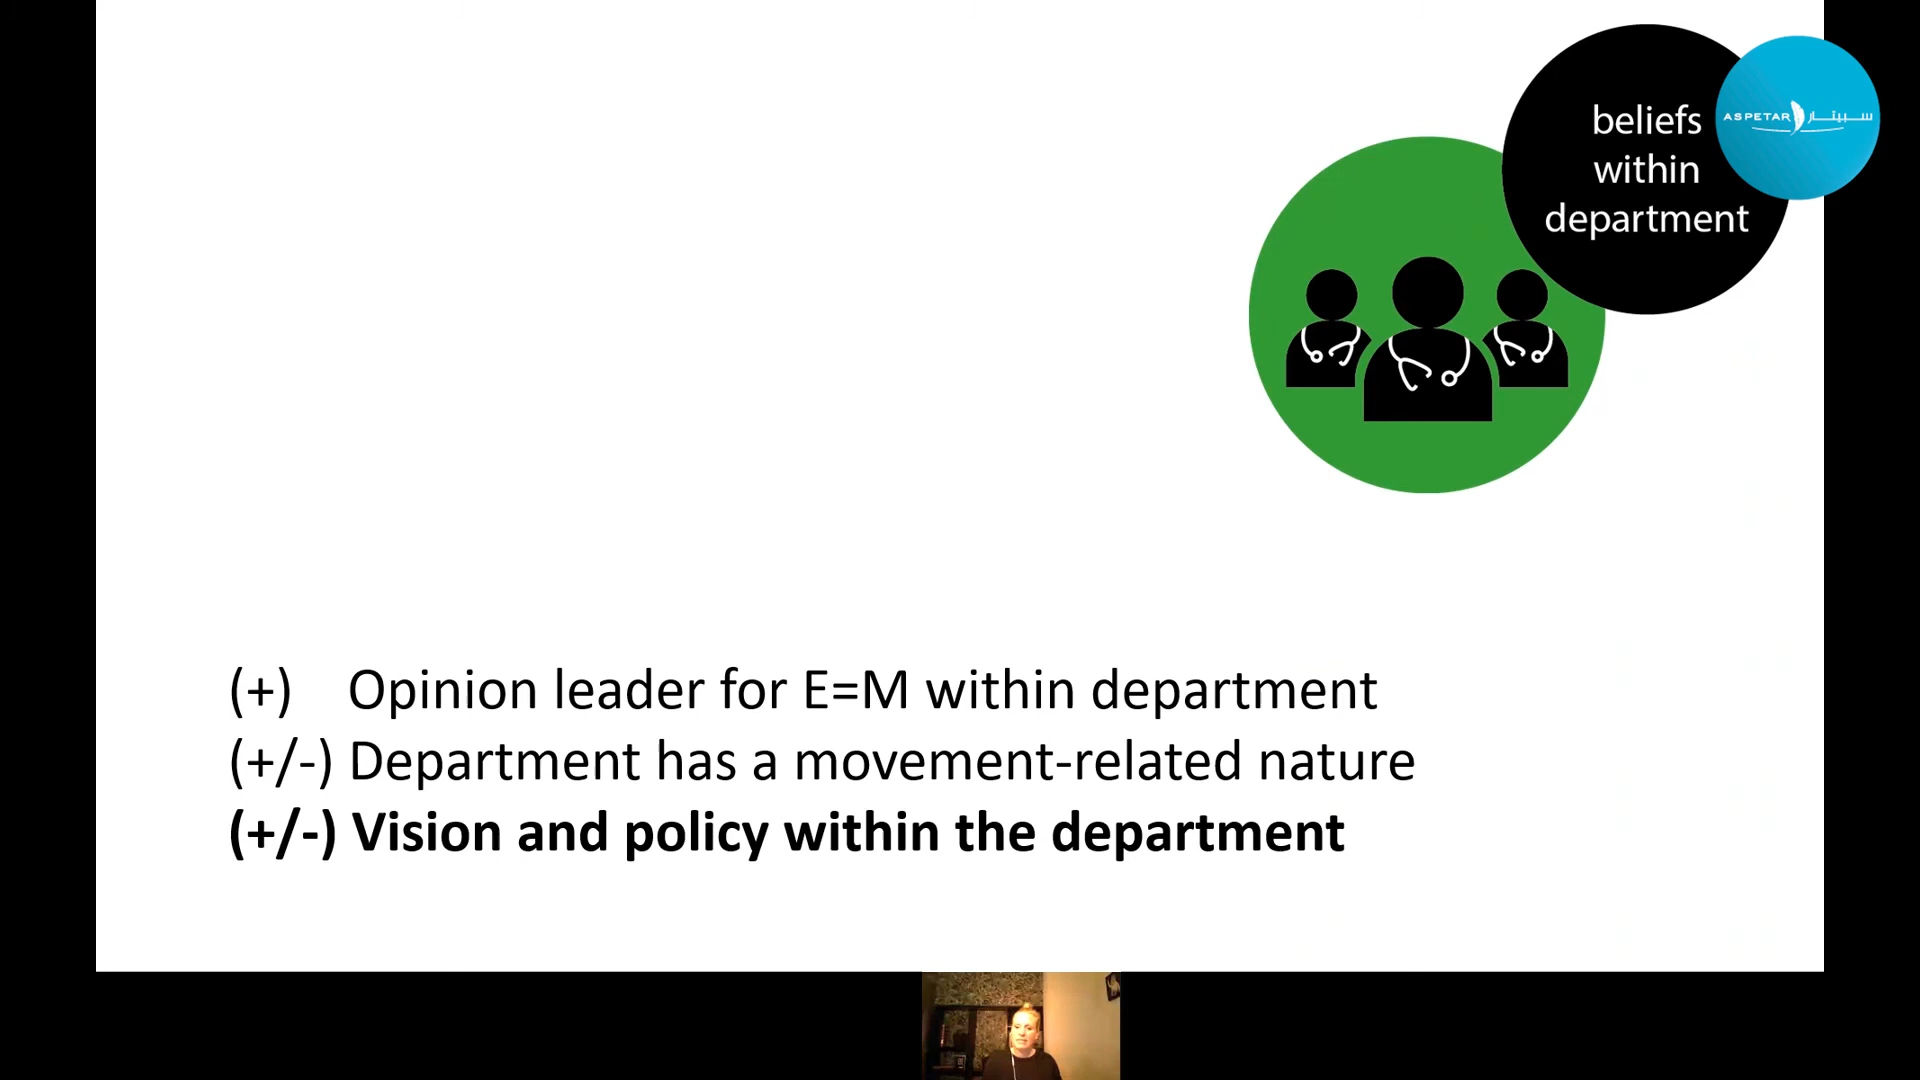 beliefs
within
department
ASPETAR سبيتار
(+) Opinion leader for E=M within department
(+/-) Department has a movement-related nature
(+/-) Vision and policy within the department